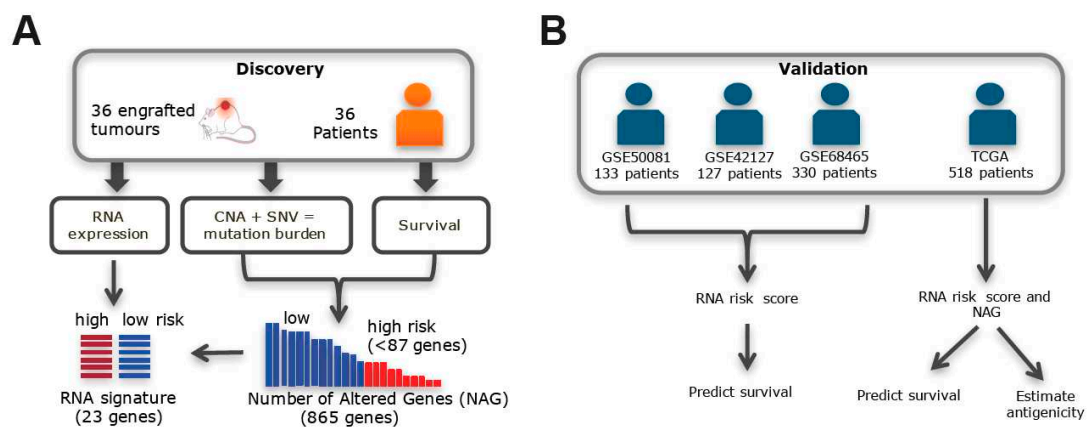 A
Discovery
36 engrafted
tumours
36
Patients
RNA
expression
CNA + SNV =
mutation burden
Survival
high low risk
RNA signature
(23 genes)
low
high risk
(<87 genes)
Number of Altered Genes (NAG)
(865 genes)
B
Validation
GSE50081
133 patients
GSE42127
127 patients
GSE68465
330 patients
TCGA
518 patients
RNA risk score
Predict survival
RNA risk score and
NAG
Predict survival
Estimate
antigenicity